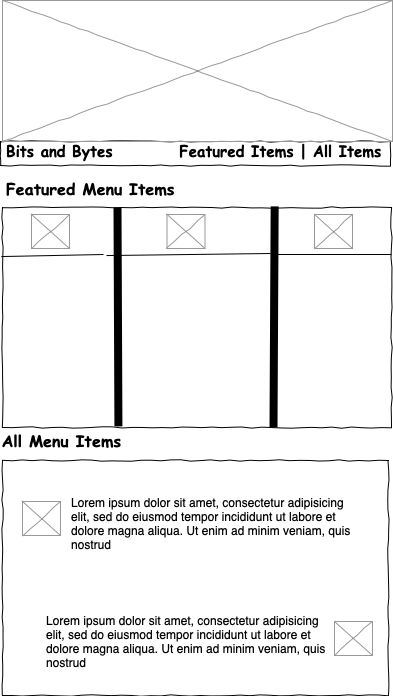 Bits and Bytes
Featured Items | All Items
Featured Menu Items
All Menu Items
Lorem ipsum dolor sit amet, consectetur adipisicing
elit, sed do eiusmod tempor incididunt ut labore et
dolore magna aliqua. Ut enim ad minim veniam, quis
nostrud
Lorem ipsum dolor sit amet, consectetur adipisicing
elit, sed do eiusmod tempor incididunt ut labore et
dolore magna aliqua. Ut enim ad minim veniam, quis
nostrud